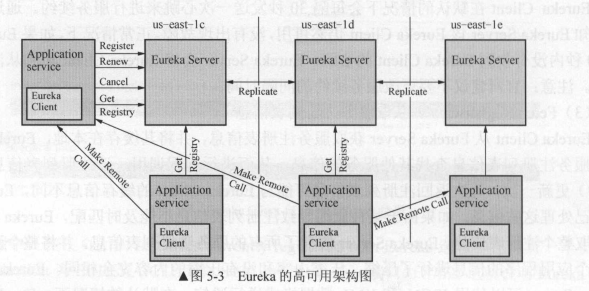 Eureka Client
us-east-1c
us-east-1d
us-east-1e
Application
service
Eureka
Client
Register
Renew
Cancel
Get
Registry
Eureka Server
Eureka Server
Eureka Server
Replicate
Replicate
Get
Registry
Get
Registry
Make Remote
Call
Make Remote
Call
Make Remote Call
Application
service
Eureka
Client
Application
service
Eureka
Client
Application
service
Eureka
Client
▲图 5-3 Eureka 的高可用架构图